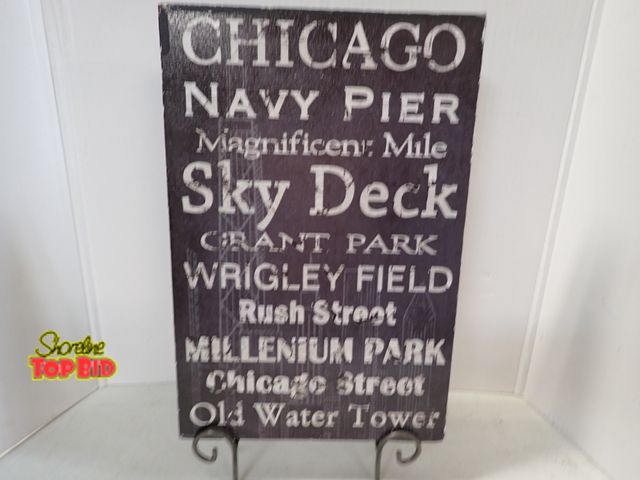 CHICAGO
NAVY PIER
Magnificent Mile
Sky Deck
GRANT PARK
WRIGLEY FIELD
Rush Street
MILLENIUM PARK
Chicago Street
Old Water Tower
Shoreline
TOP BID